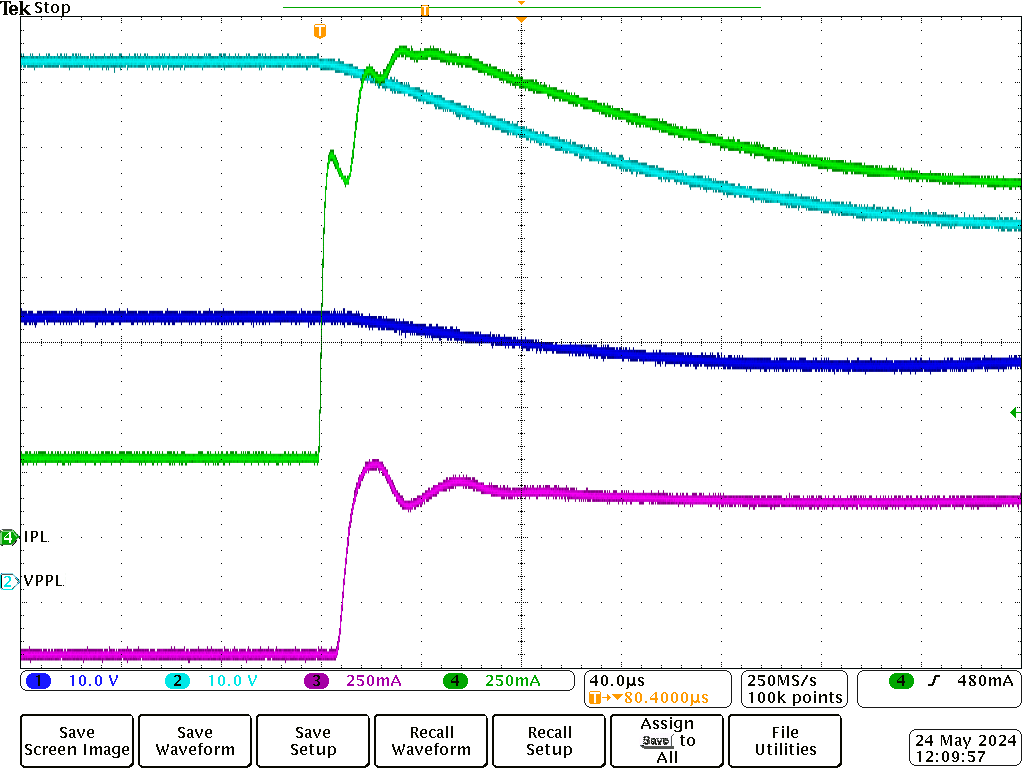 Tek Stop
T
T
4 IPL
2 VPPL
1 10.0 V 2 10.0 V 3 250mA 4 250mA
40.0µs
T→▼80.4000µs
250MS/s
100k points
4 480mA
Save
Screen Image
Save
Waveform
Save
Setup
Recall
Waveform
Recall
Setup
Assign
Save to
All
File
Utilities
24 May 2024
12:09:57